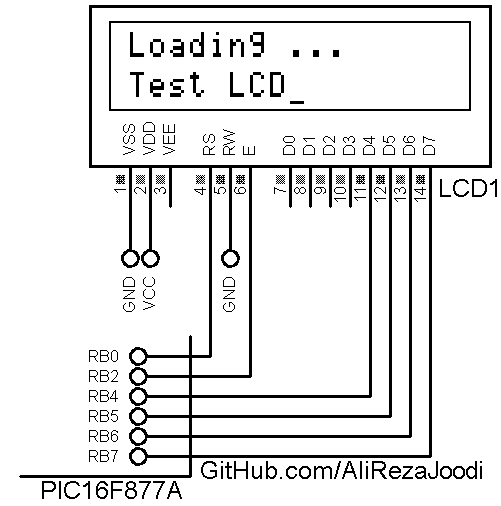 Loading ...
Test LCD_
VSS
VDD
VEE
RS
RW
E
D0
D1
D2
D3
D4
D5
D6
D7
1
2
3
4
5
6
7
8
9
10
11
12
13
14
LCD1
GND
VCC
GND
RB0
RB2
RB4
RB5
RB6
RB7
GitHub.com/AliRezaJoodi
PIC16F877A